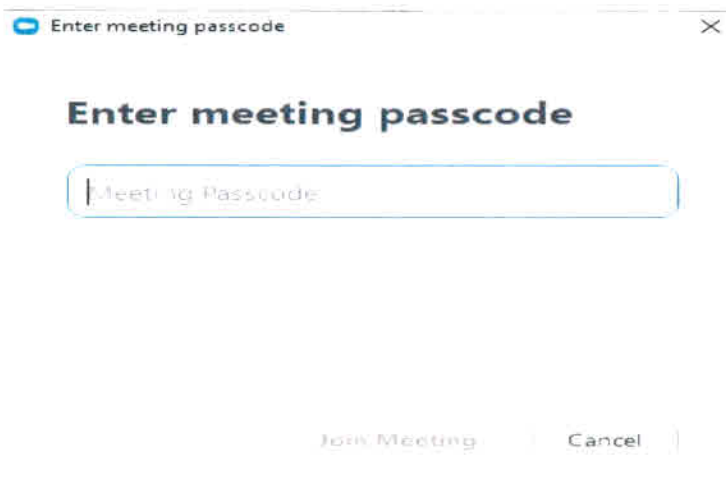 Enter meeting passcode
Enter meeting passcode
Meeting Passcode
Join Meeting
Cancel